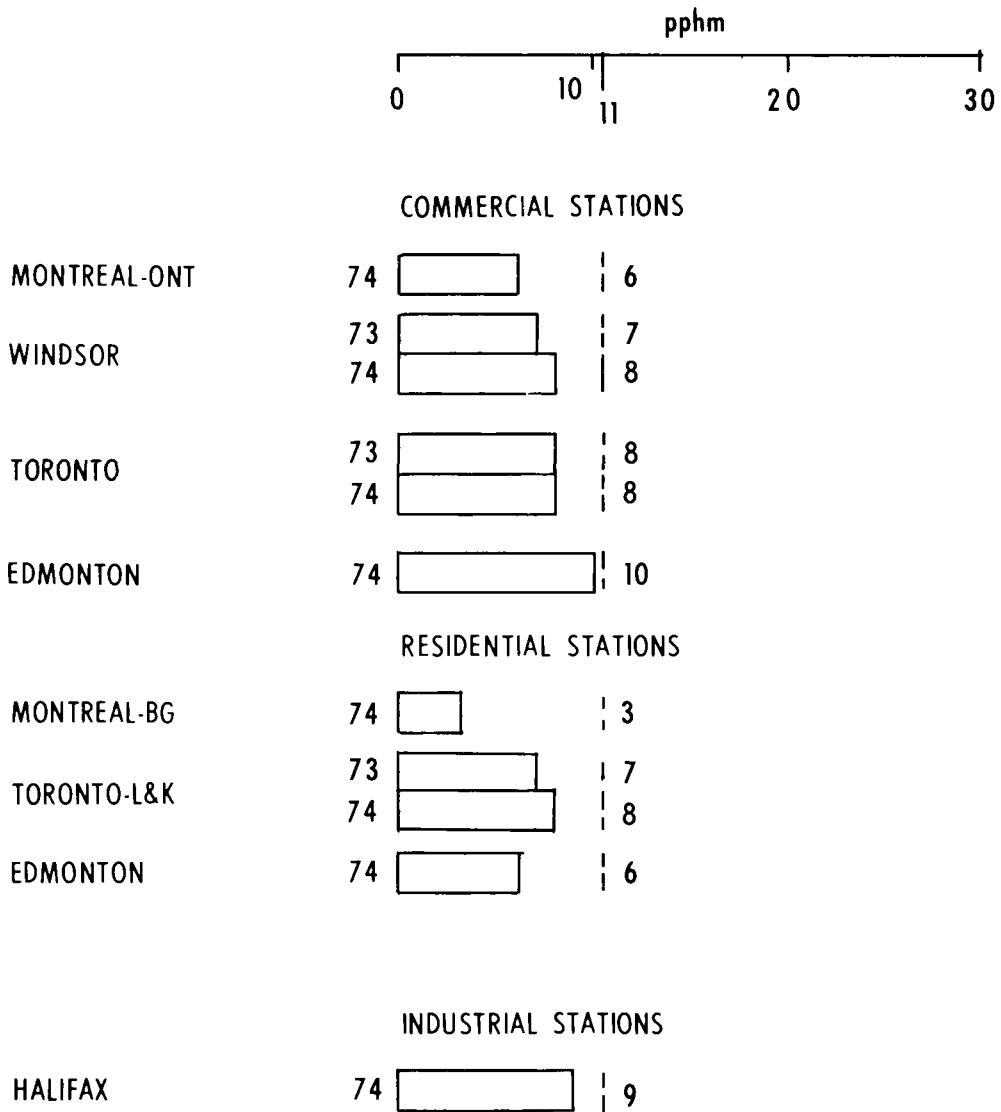 pphm
0 10 11 20 30
COMMERCIAL STATIONS
MONTREAL-ONT 74 6
WINDSOR 73 7
74 8
TORONTO 73 8
74 8
EDMONTON 74 10
RESIDENTIAL STATIONS
MONTREAL-BG 74 3
TORONTO-L&K 73 7
74 8
EDMONTON 74 6
INDUSTRIAL STATIONS
HALIFAX 74 9